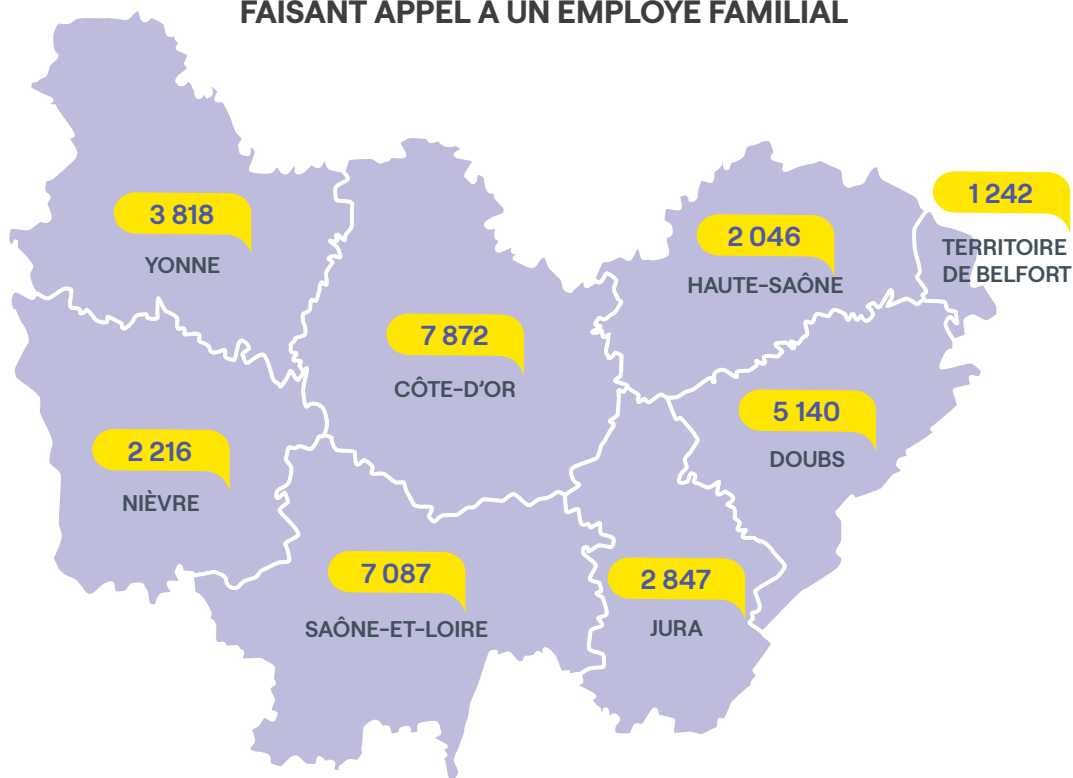 FAISANT APPEL À UN EMPLOYÉ FAMILIAL
3 818
YONNE
7 872
CÔTE-D'OR
2 046
HAUTE-SAÔNE
1 242
TERRITOIRE
DE BELFORT
2 216
NIÈVRE
5 140
DOUBS
7 087
SAÔNE-ET-LOIRE
2 847
JURA